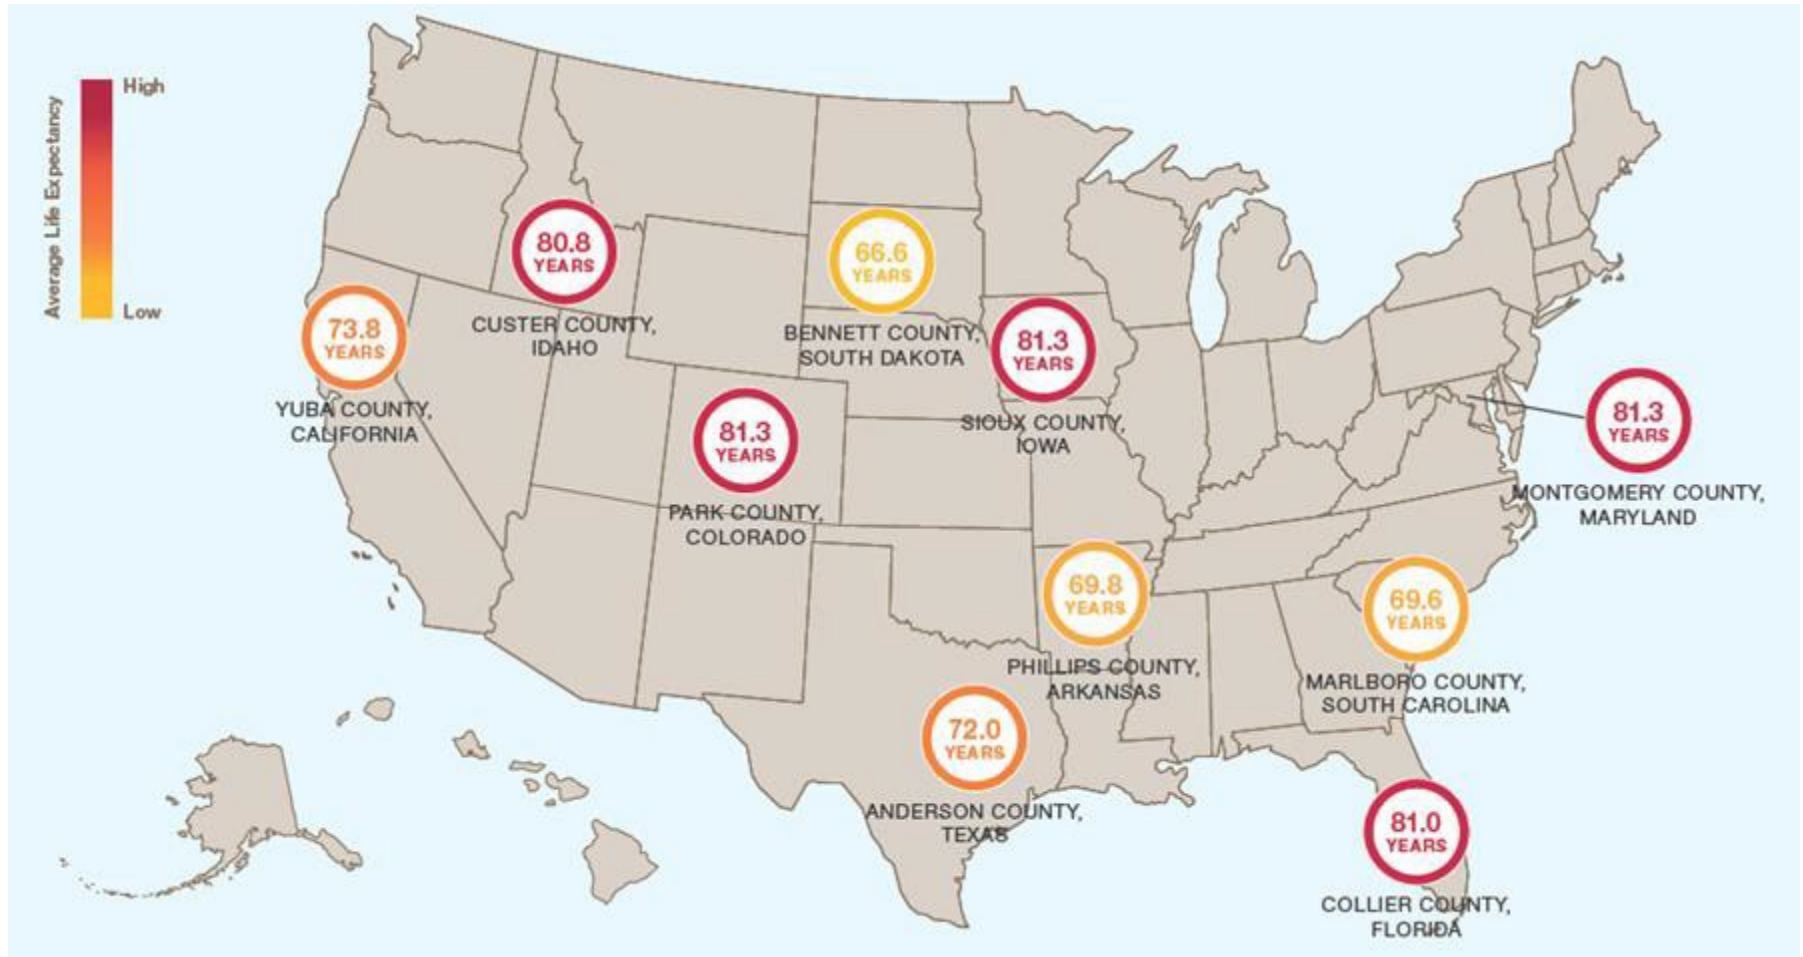 High
Average Life Expectancy
Low
80.8
YEARS
CUSTER COUNTY,
IDAHO
66.6
YEARS
BENNETT COUNTY,
SOUTH DAKOTA
73.8
YEARS
YUBA COUNTY,
CALIFORNIA
81.3
YEARS
SIOUX COUNTY,
IOWA
81.3
YEARS
PARK COUNTY,
COLORADO
81.3
YEARS
MONTGOMERY COUNTY,
MARYLAND
69.8
YEARS
PHILLIPS COUNTY,
ARKANSAS
69.6
YEARS
MARLBORO COUNTY,
SOUTH CAROLINA
72.0
YEARS
ANDERSON COUNTY,
TEXAS
81.0
YEARS
COLLIER COUNTY,
FLORIDA